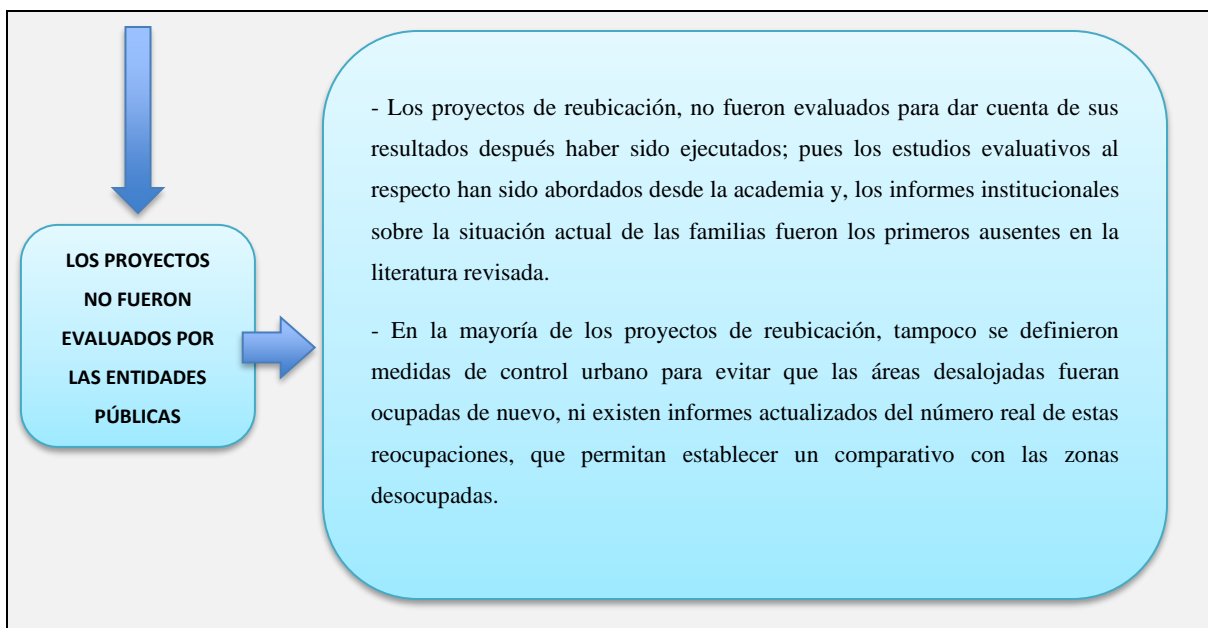 LOS PROYECTOS
NO FUERON
EVALUADOS POR
LAS ENTIDADES
PÚBLICAS
- Los proyectos de reubicación, no fueron evaluados para dar cuenta de sus
resultados después haber sido ejecutados; pues los estudios evaluativos al
respecto han sido abordados desde la academia y, los informes institucionales
sobre la situación actual de las familias fueron los primeros ausentes en la
literatura revisada.
- En la mayoría de los proyectos de reubicación, tampoco se definieron
medidas de control urbano para evitar que las áreas desalojadas fueran
ocupadas de nuevo, ni existen informes actualizados del número real de estas
reocupaciones, que permitan establecer un comparativo con las zonas
desocupadas.